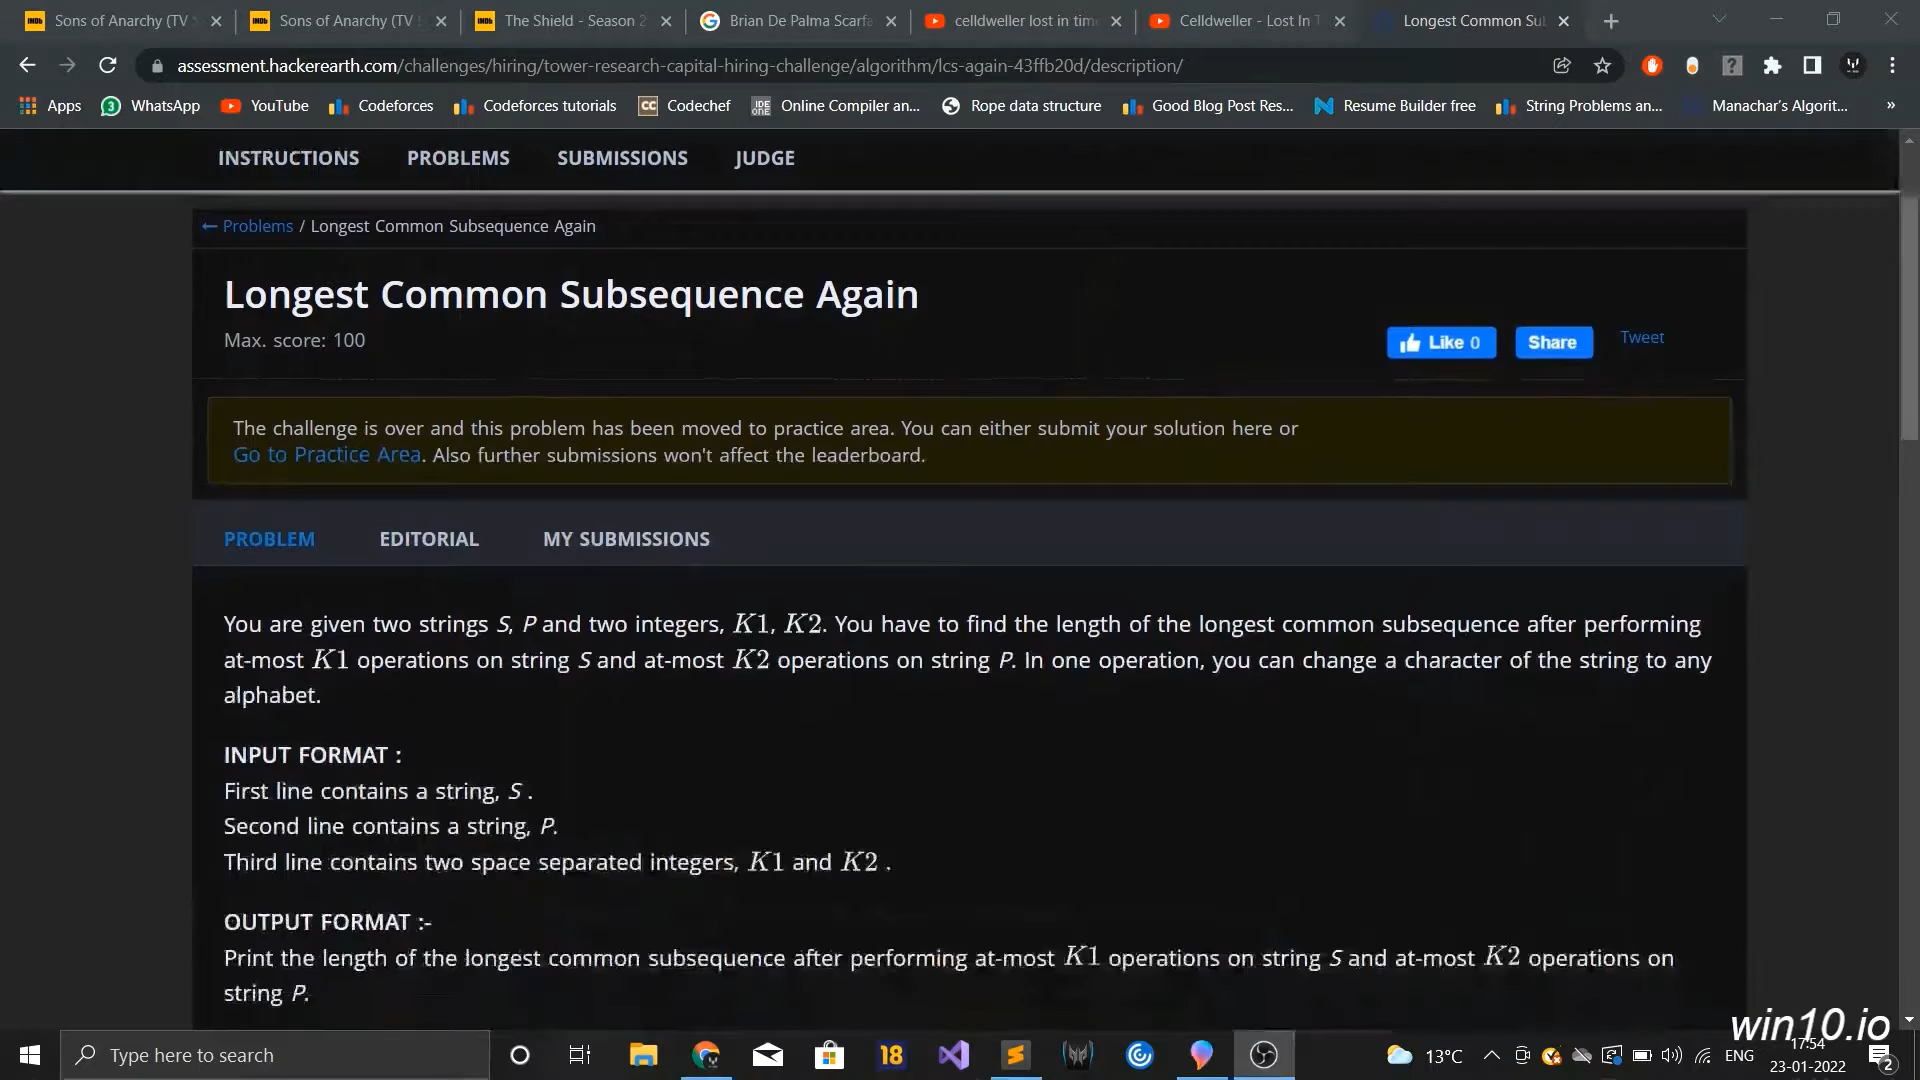 Sons of Anarchy (TV
Sons of Anarchy (TV
The Shield - Season 2
Brian De Palma Scarfa
celldweller lost in time
Celldweller - Lost In T
Longest Common Su
assessment.hackerearth.com/challenges/hiring/tower-research-capital-hiring-challenge/algorithm/lcs-again-43ffb20d/description/
Apps WhatsApp YouTube Codeforces Codeforces tutorials CC Codechef Online Compiler an... Rope data structure Good Blog Post Res... Resume Builder free String Problems an... Manachar's Algorit... »
INSTRUCTIONS PROBLEMS SUBMISSIONS JUDGE
← Problems / Longest Common Subsequence Again
Longest Common Subsequence Again
Max. score: 100
Like 0 Share Tweet
The challenge is over and this problem has been moved to practice area. You can either submit your solution here or
Go to Practice Area. Also further submissions won't affect the leaderboard.
PROBLEM EDITORIAL MY SUBMISSIONS
You are given two strings S, P and two integers, K1, K2. You have to find the length of the longest common subsequence after performing
at-most K1 operations on string S and at-most K2 operations on string P. In one operation, you can change a character of the string to any
alphabet.
INPUT FORMAT :
First line contains a string, S .
Second line contains a string, P.
Third line contains two space separated integers, K1 and K2 .
OUTPUT FORMAT :-
Print the length of the longest common subsequence after performing at-most K1 operations on string S and at-most K2 operations on
string P.
win10.io
Type here to search
18
13°C
ENG
17:54
23-01-2022
2